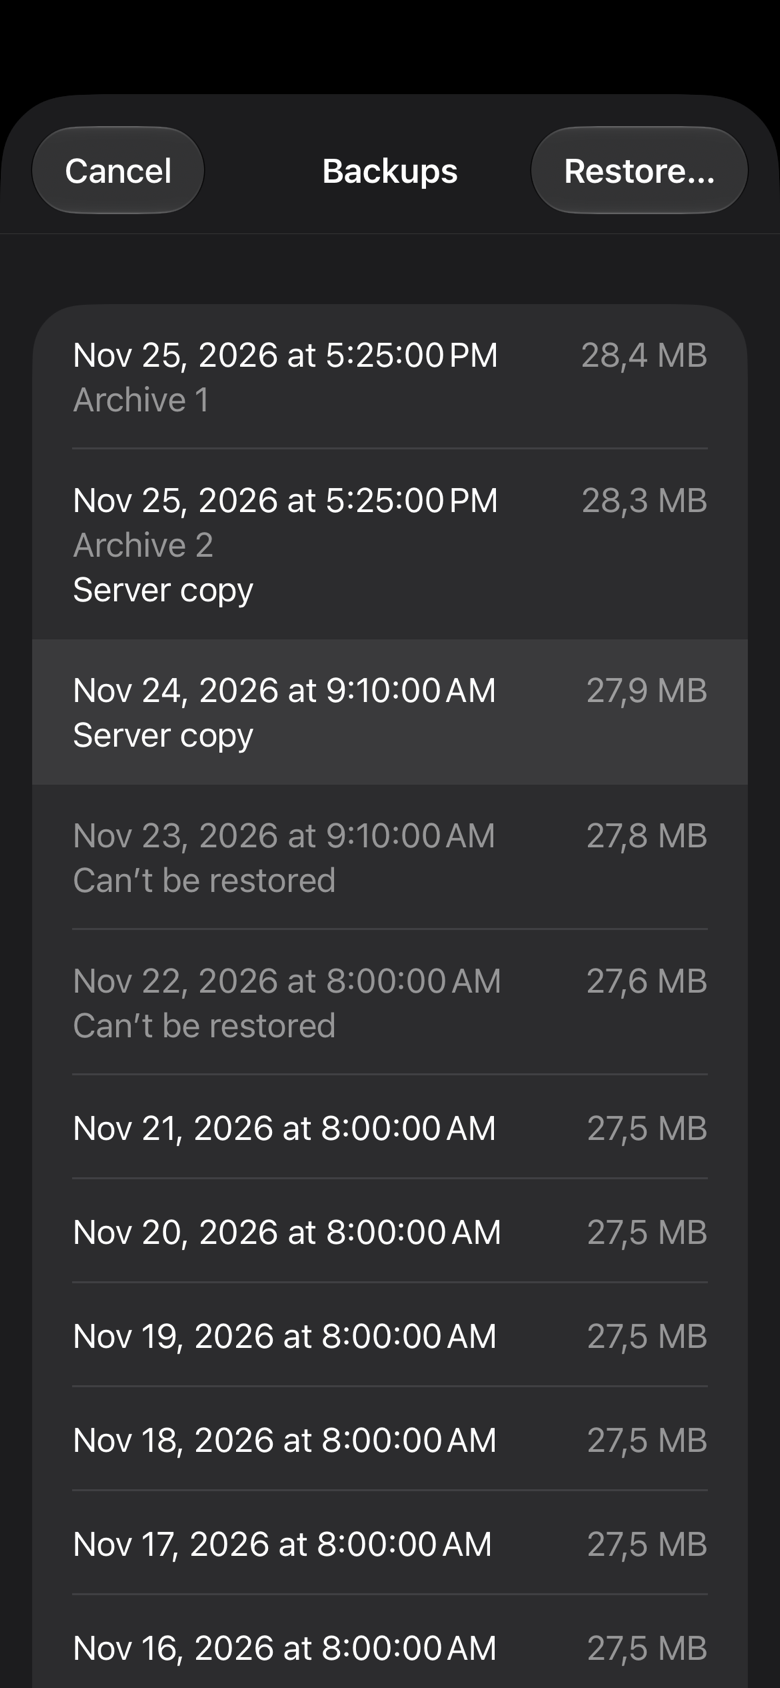 Cancel Backups Restore...
Nov 25, 2026 at 5:25:00 PM 28,4 MB
Archive 1
Nov 25, 2026 at 5:25:00 PM 28,3 MB
Archive 2
Server copy
Nov 24, 2026 at 9:10:00 AM 27,9 MB
Server copy
Nov 23, 2026 at 9:10:00 AM 27,8 MB
Can’t be restored
Nov 22, 2026 at 8:00:00 AM 27,6 MB
Can’t be restored
Nov 21, 2026 at 8:00:00 AM 27,5 MB
Nov 20, 2026 at 8:00:00 AM 27,5 MB
Nov 19, 2026 at 8:00:00 AM 27,5 MB
Nov 18, 2026 at 8:00:00 AM 27,5 MB
Nov 17, 2026 at 8:00:00 AM 27,5 MB
Nov 16, 2026 at 8:00:00 AM 27,5 MB